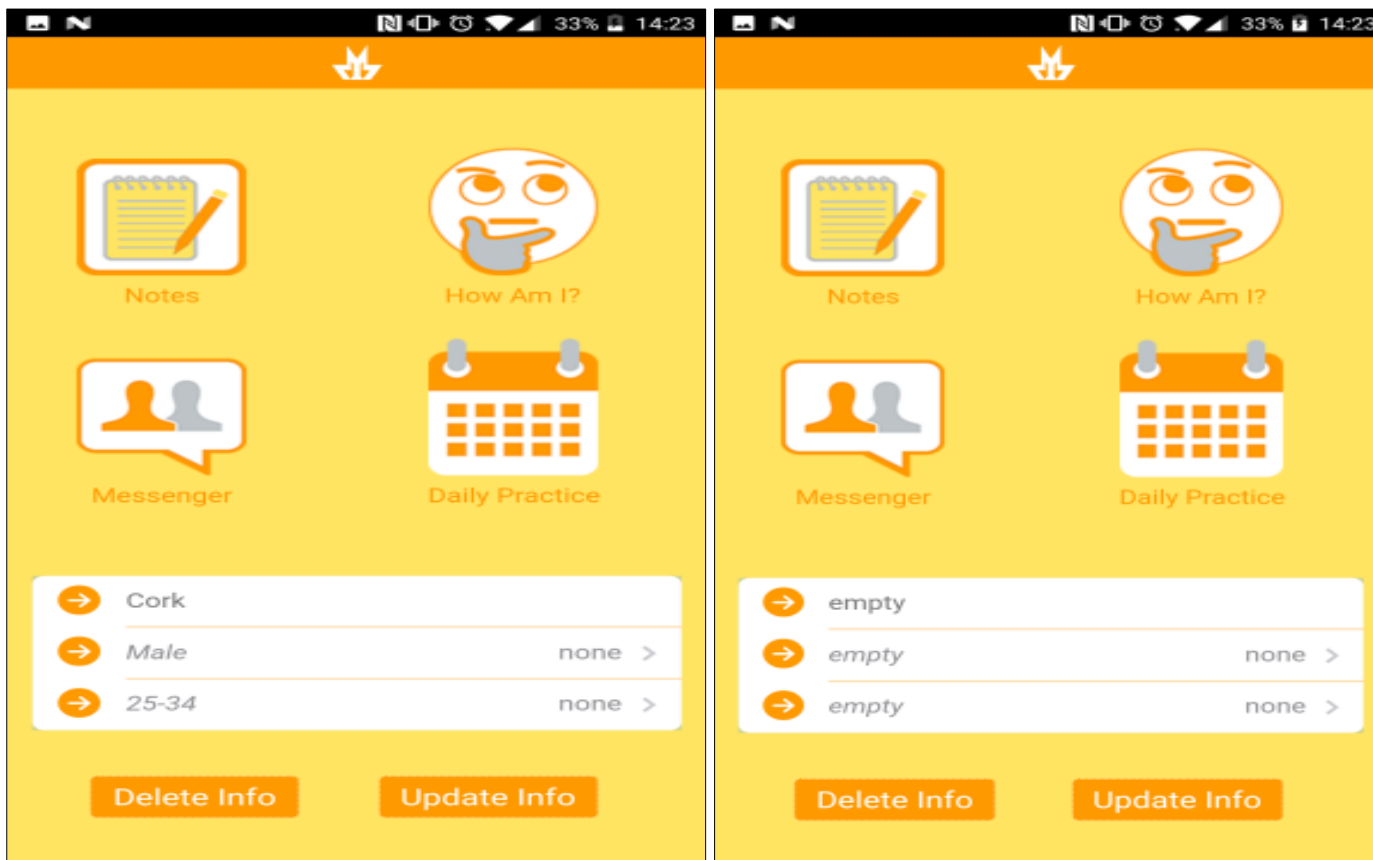 33% 14:23
Notes How Am I?
Messenger Daily Practice
Cork
Male none >
25-34 none >
Delete Info Update Info
33% 14:23
Notes How Am I?
Messenger Daily Practice
empty
empty none >
empty none >
Delete Info Update Info